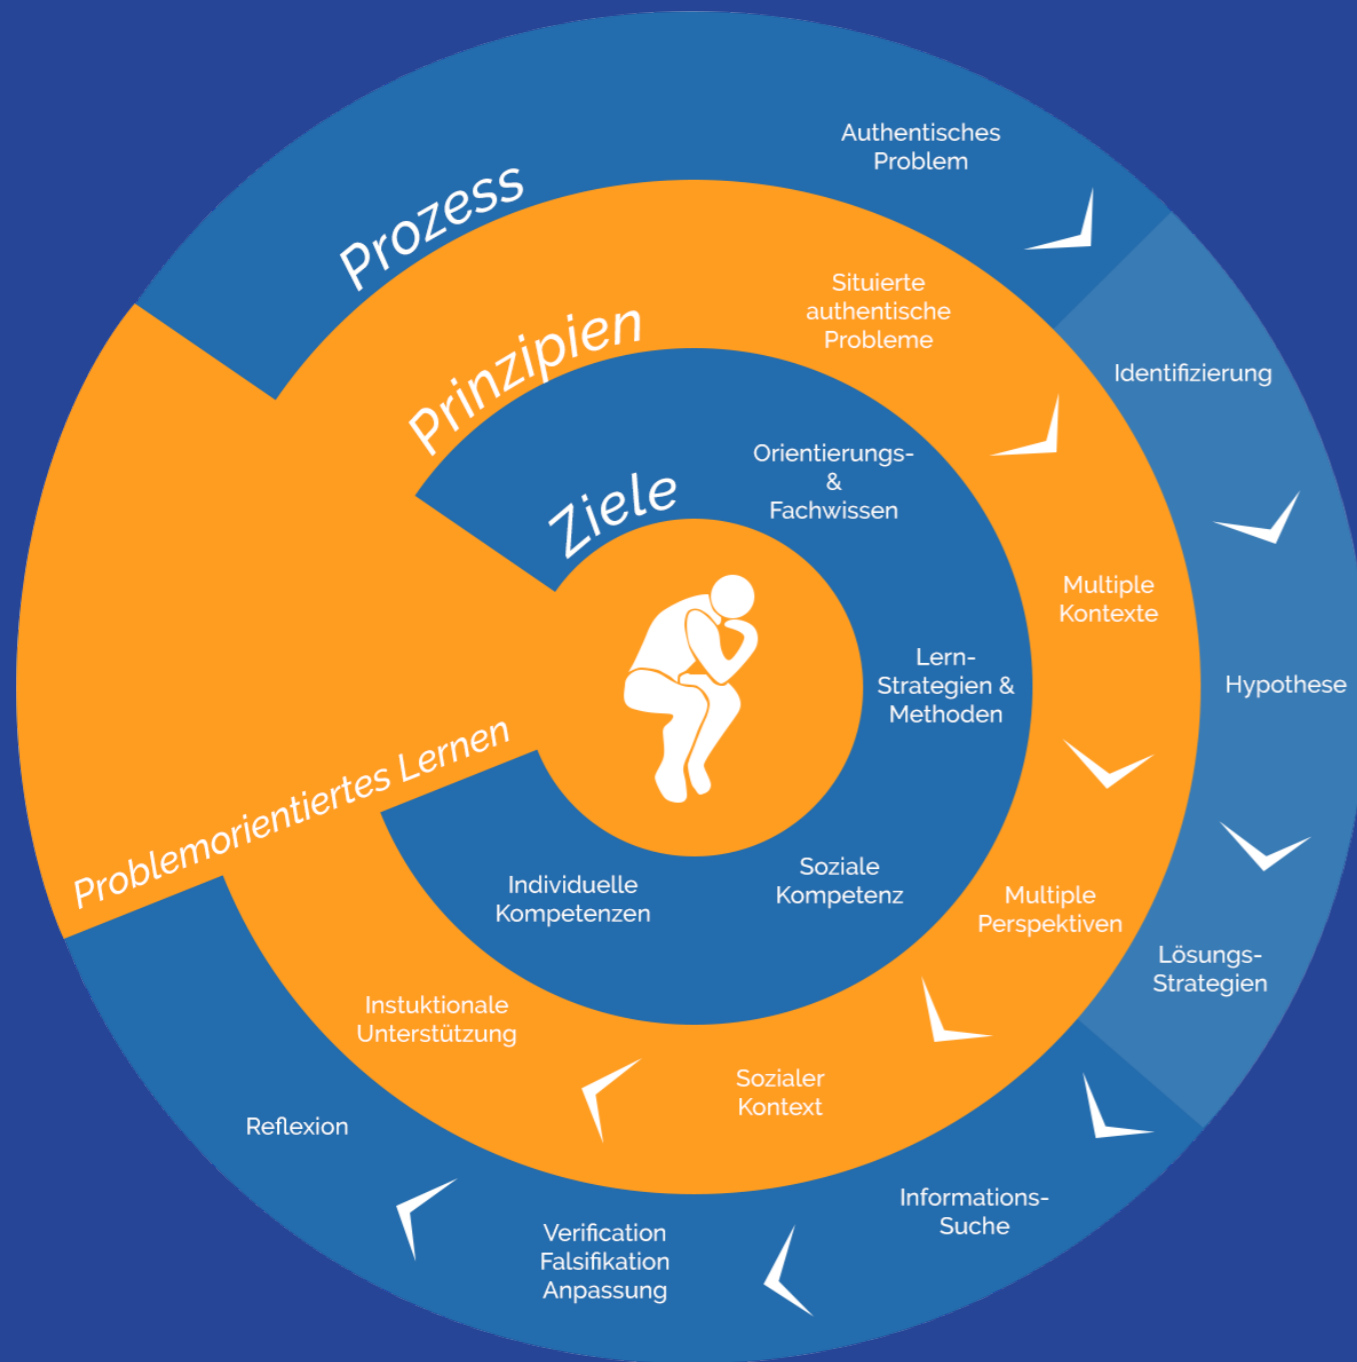 Prozess
Authentisches
Problem
Identifizierung
Hypothese
Lösungs-
Strategien
Informations-
Suche
Verification
Falsifikation
Anpassung
Reflexion
Prinzipien
Situierte
authentische
Probleme
Multiple
Kontexte
Multiple
Perspektiven
Sozialer
Kontext
Instuktionale
Unterstützung
Ziele
Orientierungs-
&
Fachwissen
Lern-
Strategien &
Methoden
Soziale
Kompetenz
Individuelle
Kompetenzen
Problemorientiertes Lernen